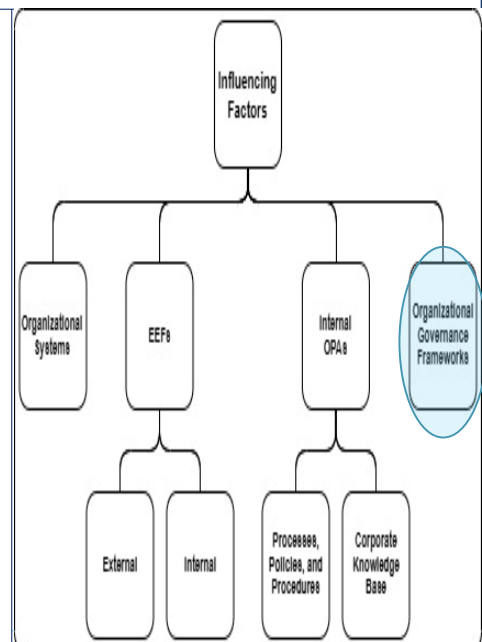 Influencing
Factors
Organizational
Systems
EEFs
Internal
OPAs
Organizational
Governance
Frameworks
External
Internal
Processes,
Policies, and
Procedures
Corporate
Knowledge
Base